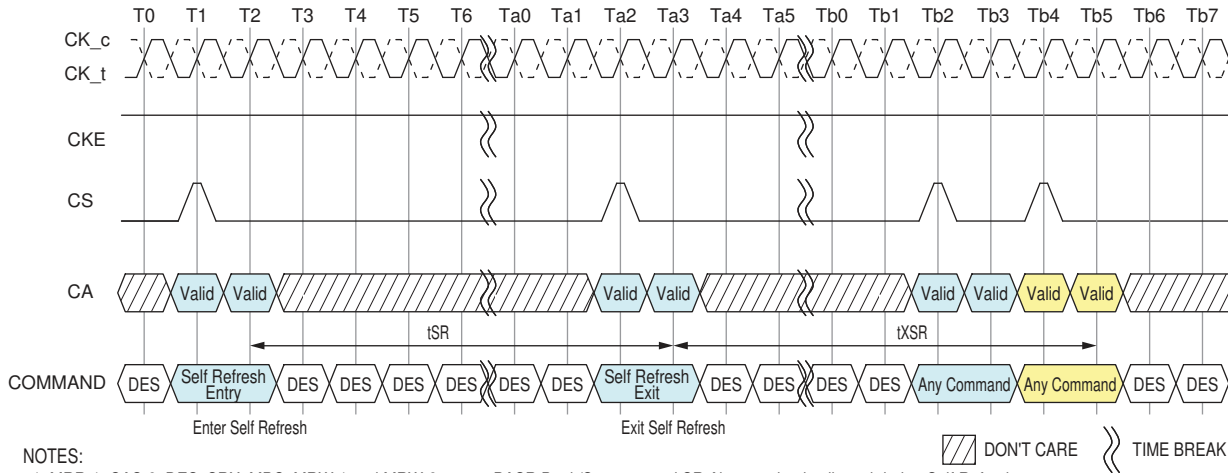 T0 T1 T2 T3 T4 T5 T6 Ta0 Ta1 Ta2 Ta3 Ta4 Ta5 Tb0 Tb1 Tb2 Tb3 Tb4 Tb5 Tb6 Tb7
CK_c
CK_t
CKE
CS
CA Valid Valid Valid Valid Valid Valid Valid Valid
tSR tXSR
COMMAND DES Self Refresh Entry DES DES DES DES DES DES Self Refresh Exit DES DES DES DES Any Command Any Command DES DES
Enter Self Refresh Exit Self Refresh
NOTES: DON'T CARE TIME BREAK